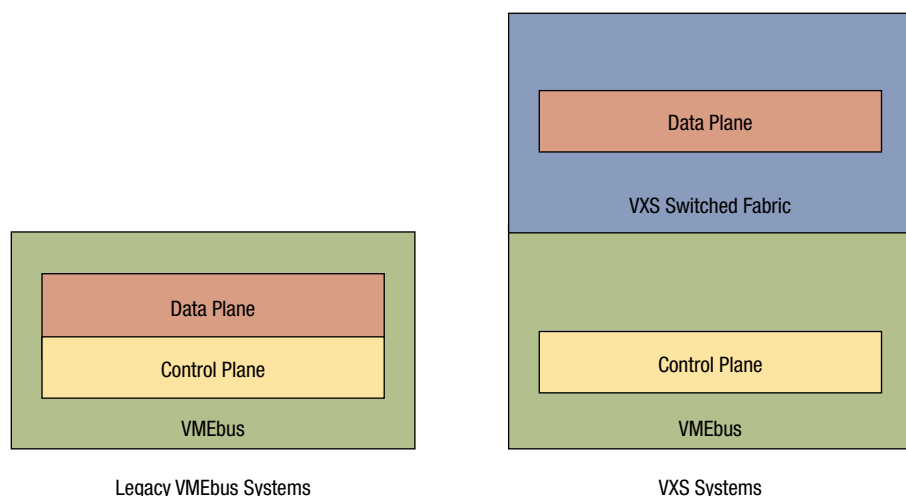 Data Plane
Control Plane
VMEbus
Legacy VMEbus Systems
Data Plane
VXS Switched Fabric
Control Plane
VMEbus
VXS Systems